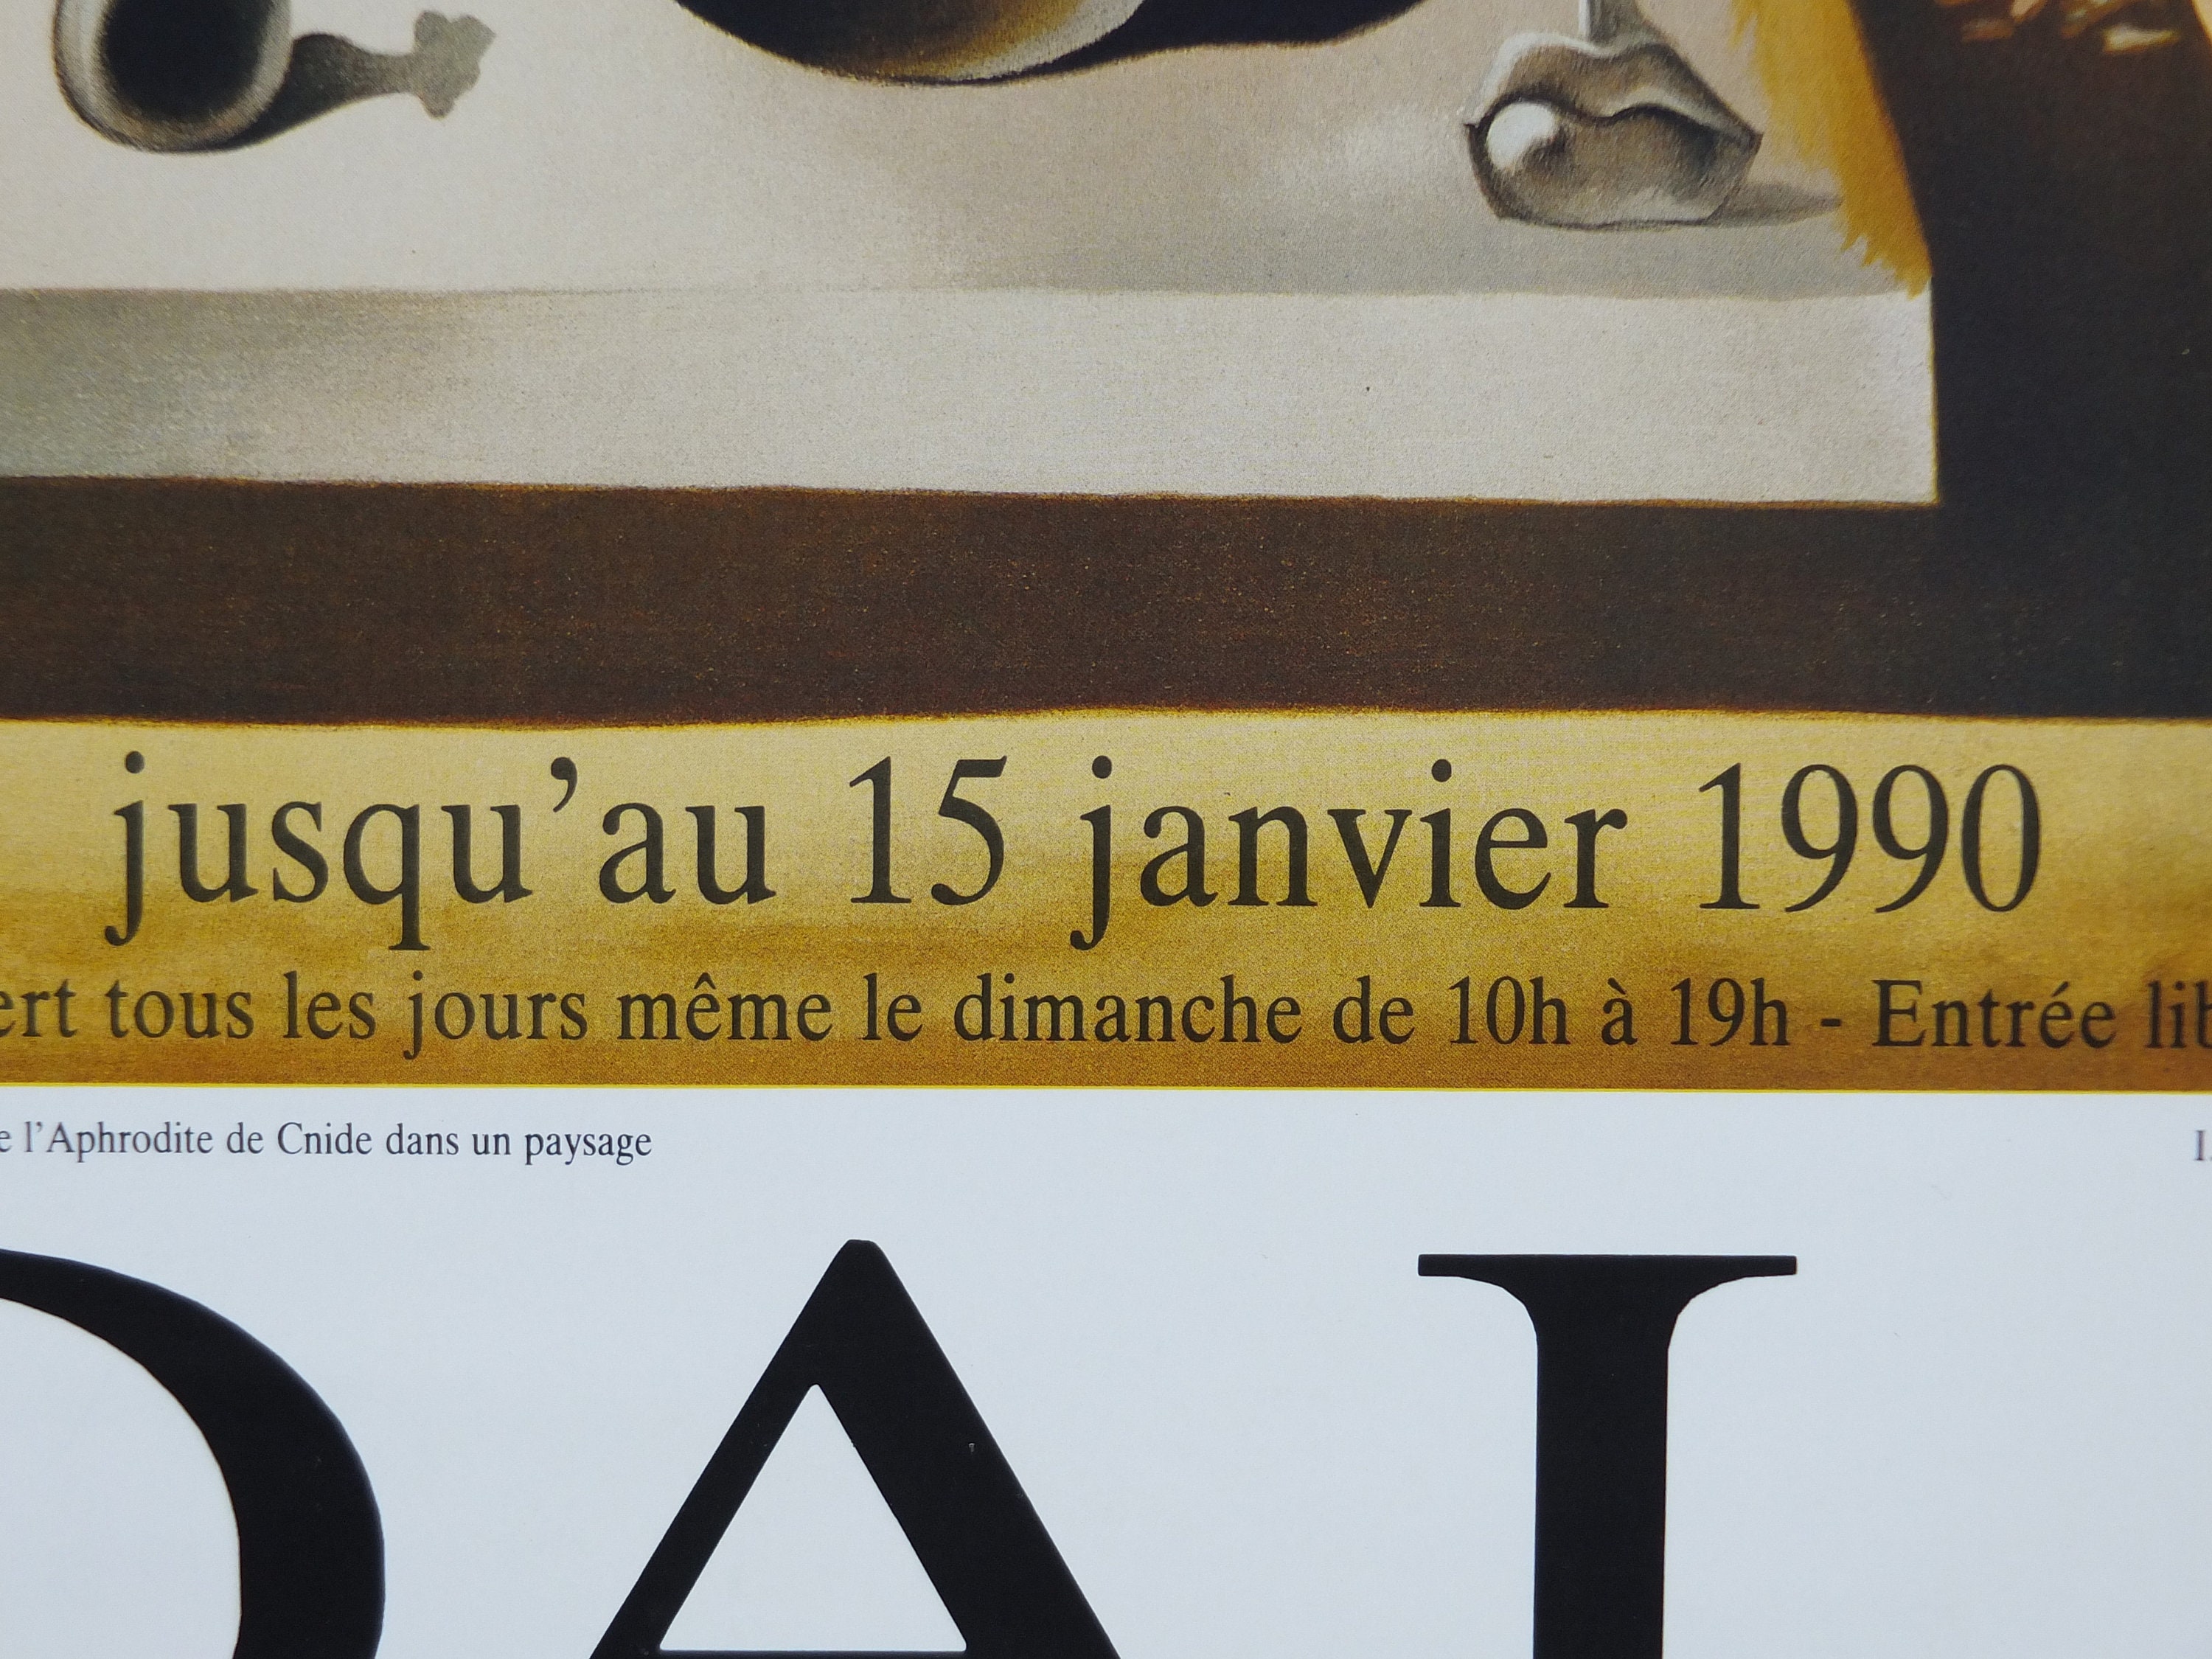 jusqu’au 15 janvier 1990
ert tous les jours même le dimanche de 10h à 19h - Entrée lib
e l’Aphrodite de Cnide dans un paysage
DAL